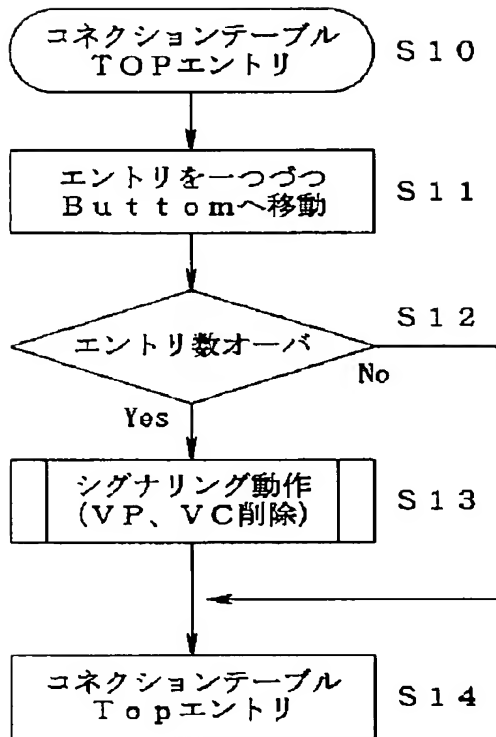 コネクションテーブル
TOPエントリ
S10
エントリを一つづつ
Buttomへ移動
S11
S12
エントリ数オーバ
No
Yes
シグナリング動作
(VP、VC削除)
S13
コネクションテーブル
Topエントリ
S14